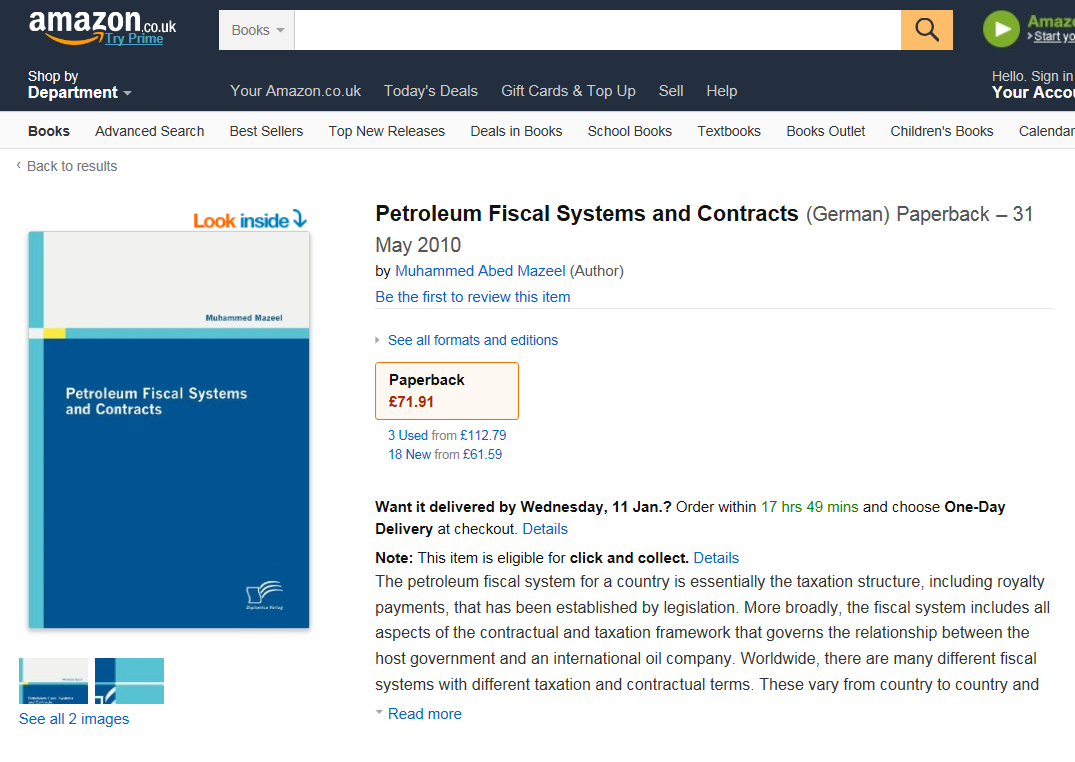 amazon.co.uk
Try Prime
Books
Amazo
Start yo
Shop by
Department
Your Amazon.co.uk Today's Deals Gift Cards & Top Up Sell Help
Hello. Sign in
Your Accou
Books Advanced Search Best Sellers Top New Releases Deals in Books School Books Textbooks Books Outlet Children's Books Calendar
‹ Back to results
Look inside
Muhammed Mazeel
Petroleum Fiscal Systems
and Contracts
See all 2 images
Petroleum Fiscal Systems and Contracts (German) Paperback – 31
May 2010
by Muhammed Abed Mazeel (Author)
Be the first to review this item
See all formats and editions
Paperback
£71.91
3 Used from £112.79
18 New from £61.59
Want it delivered by Wednesday, 11 Jan.? Order within 17 hrs 49 mins and choose One-Day
Delivery at checkout. Details
Note: This item is eligible for click and collect. Details
The petroleum fiscal system for a country is essentially the taxation structure, including royalty
payments, that has been established by legislation. More broadly, the fiscal system includes all
aspects of the contractual and taxation framework that governs the relationship between the
host government and an international oil company. Worldwide, there are many different fiscal
systems with different taxation and contractual terms. These vary from country to country and
Read more